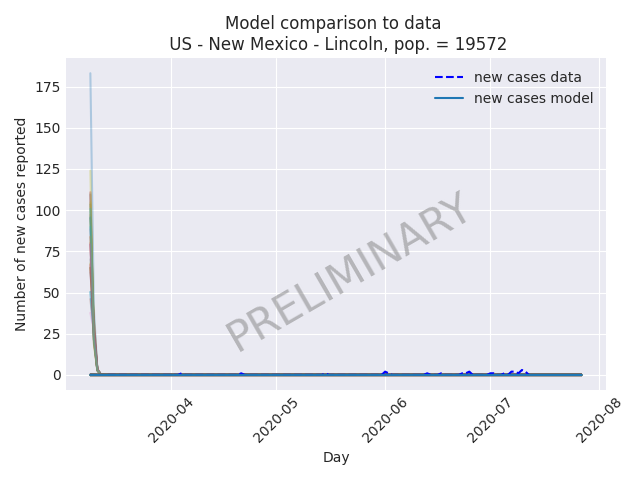 Model comparison to data
US - New Mexico - Lincoln, pop. = 19572
new cases data
new cases model
Number of new cases reported
175
150
125
100
75
50
25
0
PRELIMINARY
2020-04
2020-05
2020-06
2020-07
2020-08
Day